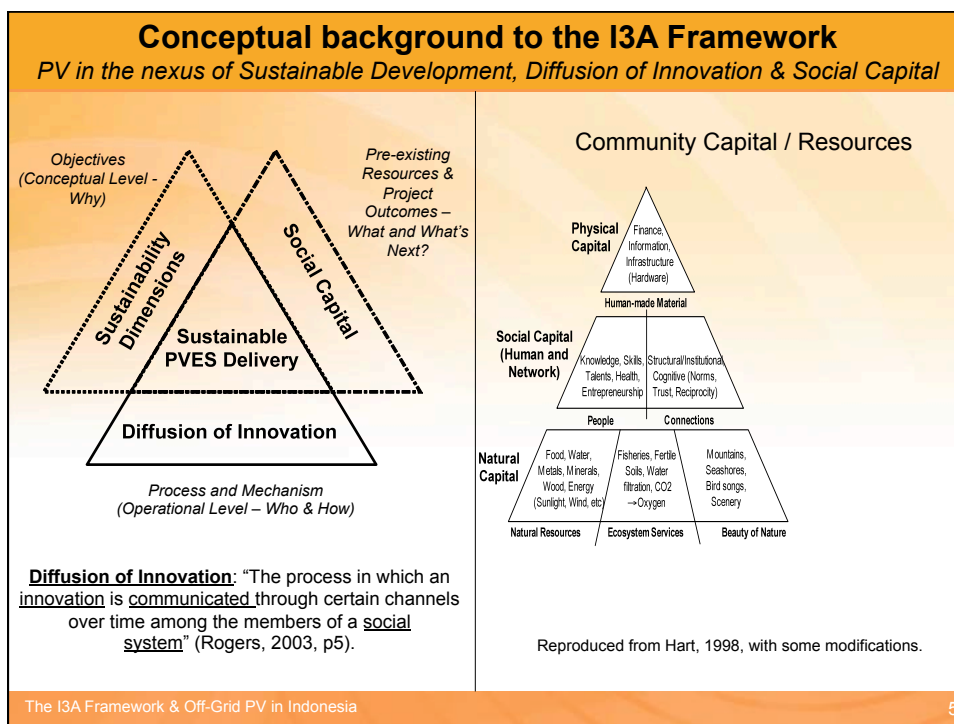 Conceptual background to the I3A Framework
PV in the nexus of Sustainable Development, Diffusion of Innovation & Social Capital
Objectives
(Conceptual Level -
Why)
Pre-existing
Resources &
Project
Outcomes –
What and What's
Next?
Sustainability
Dimensions
Social Capital
Sustainable
PVES Delivery
Diffusion of Innovation
Process and Mechanism
(Operational Level – Who & How)
Diffusion of Innovation: “The process in which an
innovation is communicated through certain channels
over time among the members of a social
system” (Rogers, 2003, p5).
Community Capital / Resources
Physical
Capital
Finance,
Information,
Infrastructure
(Hardware)
Human-made Material
Social Capital
(Human and
Network)
Knowledge, Skills,
Talents, Health,
Entrepreneurship
Structural/Institutional
Cognitive (Norms,
Trust, Reciprocity)
People
Connections
Natural
Capital
Food, Water,
Metals, Minerals,
Wood, Energy
(Sunlight, Wind, etc)
Fisheries, Fertile
Soils, Water
filtration, CO2
→Oxygen
Mountains,
Seashores,
Bird songs,
Scenery
Natural Resources
Ecosystem Services
Beauty of Nature
Reproduced from Hart, 1998, with some modifications.
The I3A Framework & Off-Grid PV in Indonesia
5